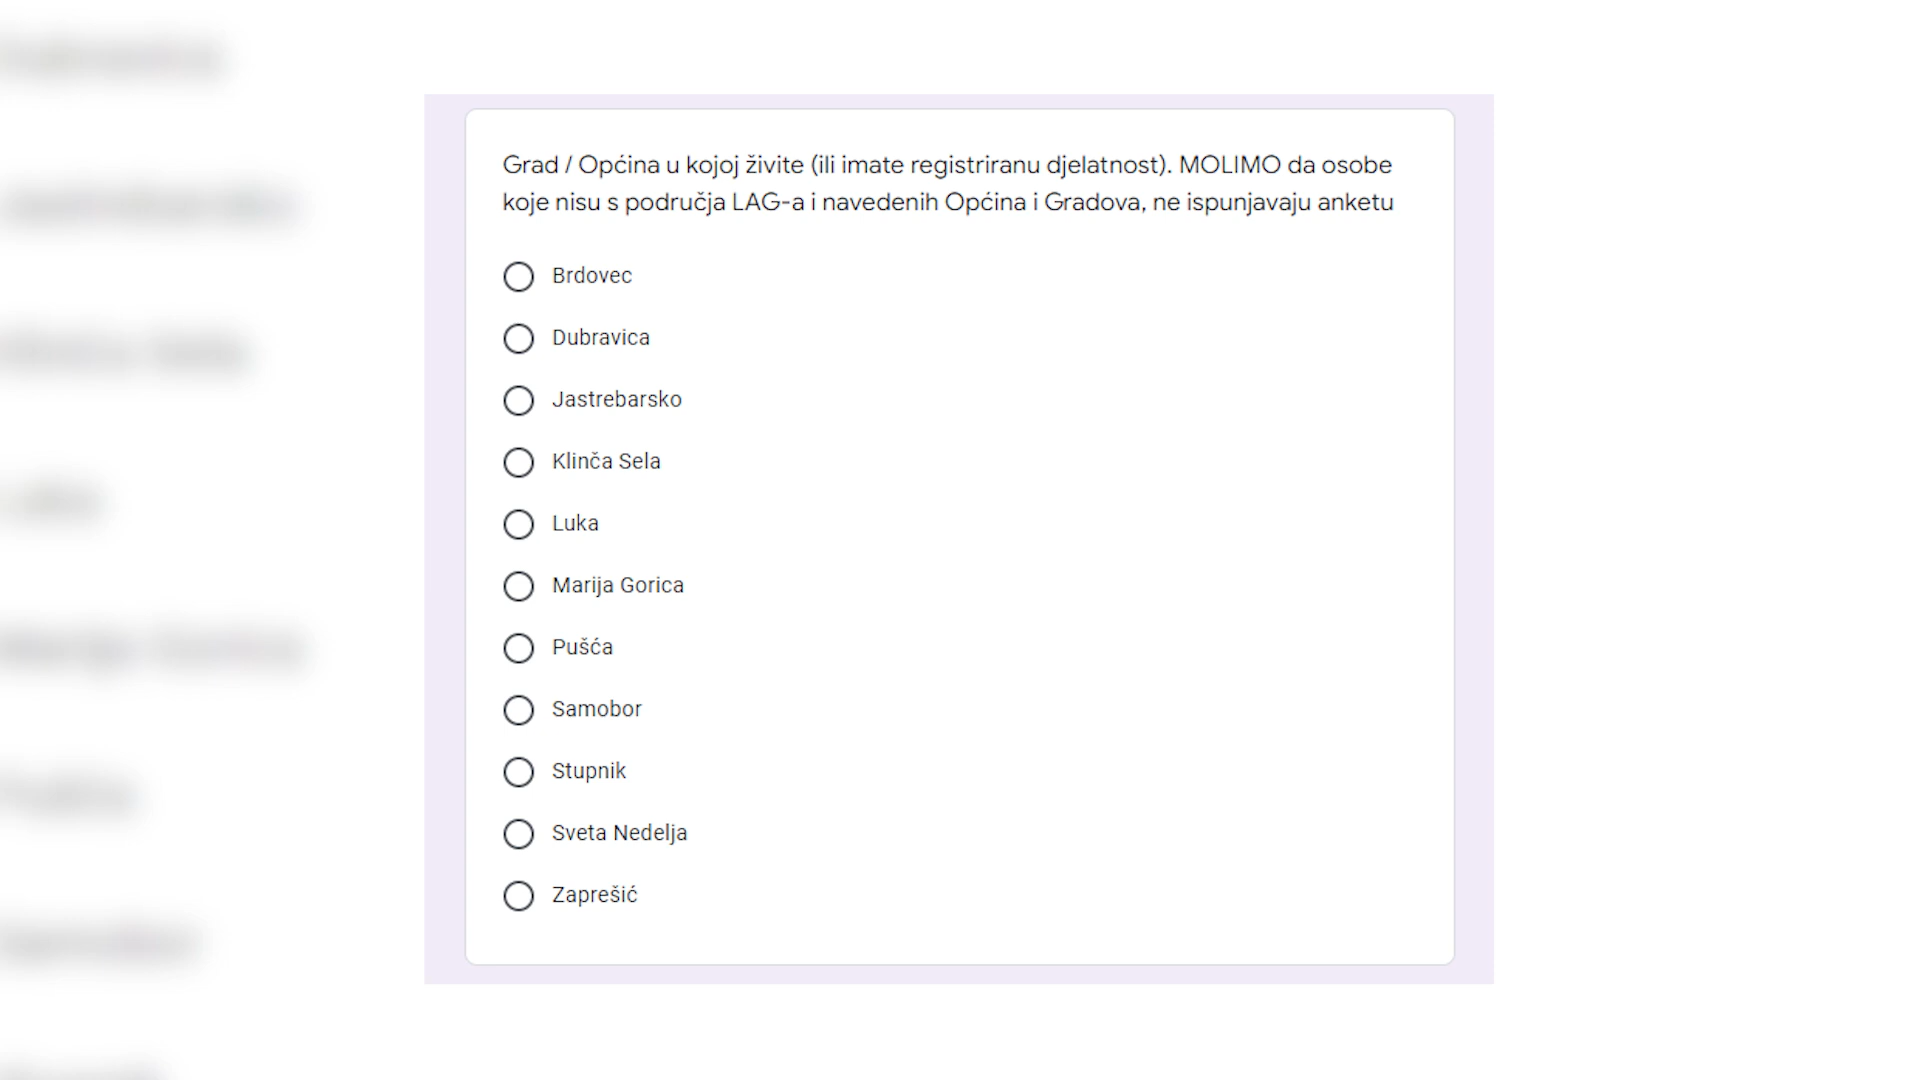 Grad / Općina u kojoj živite (ili imate registriranu djelatnost). MOLIMO da osobe
koje nisu s područja LAG-a i navedenih Općina i Gradova, ne ispunjavaju anketu
Brdovec
Dubravica
Jastrebarsko
Klinča Sela
Luka
Marija Gorica
Pušća
Samobor
Stupnik
Sveta Nedelja
Zaprešić